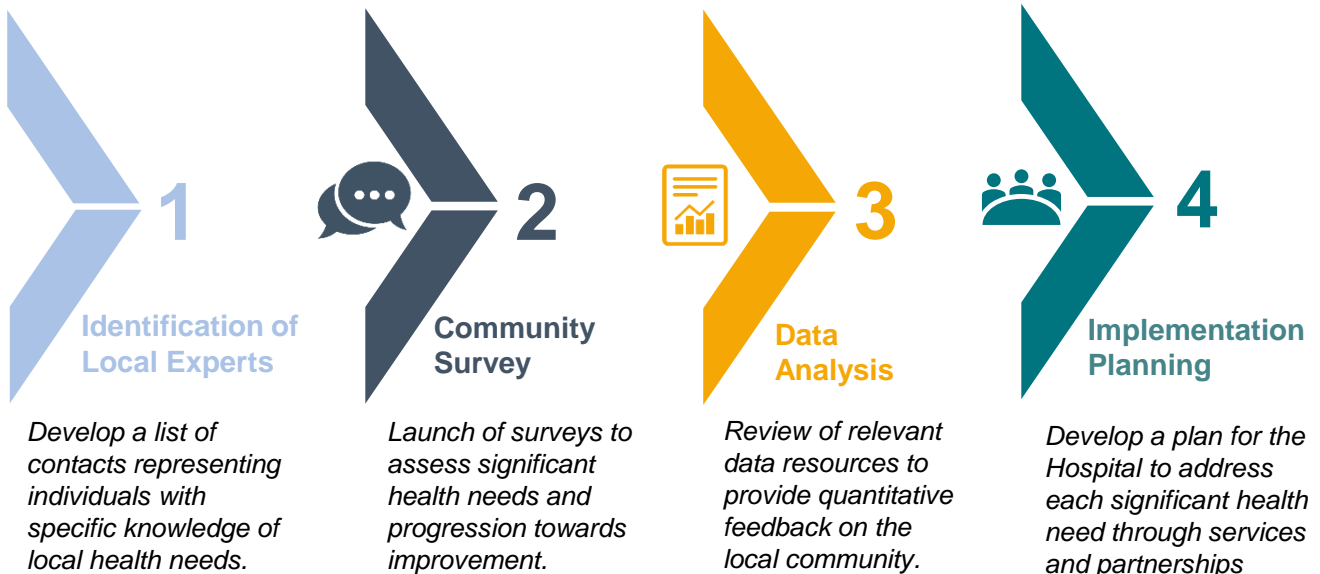 1
Identification of
Local Experts
Develop a list of
contacts representing
individuals with
specific knowledge of
local health needs.
2
Community
Survey
Launch of surveys to
assess significant
health needs and
progression towards
improvement.
3
Data
Analysis
Review of relevant
data resources to
provide quantitative
feedback on the
local community.
4
Implementation
Planning
Develop a plan for the
Hospital to address
each significant health
need through services
and partnerships